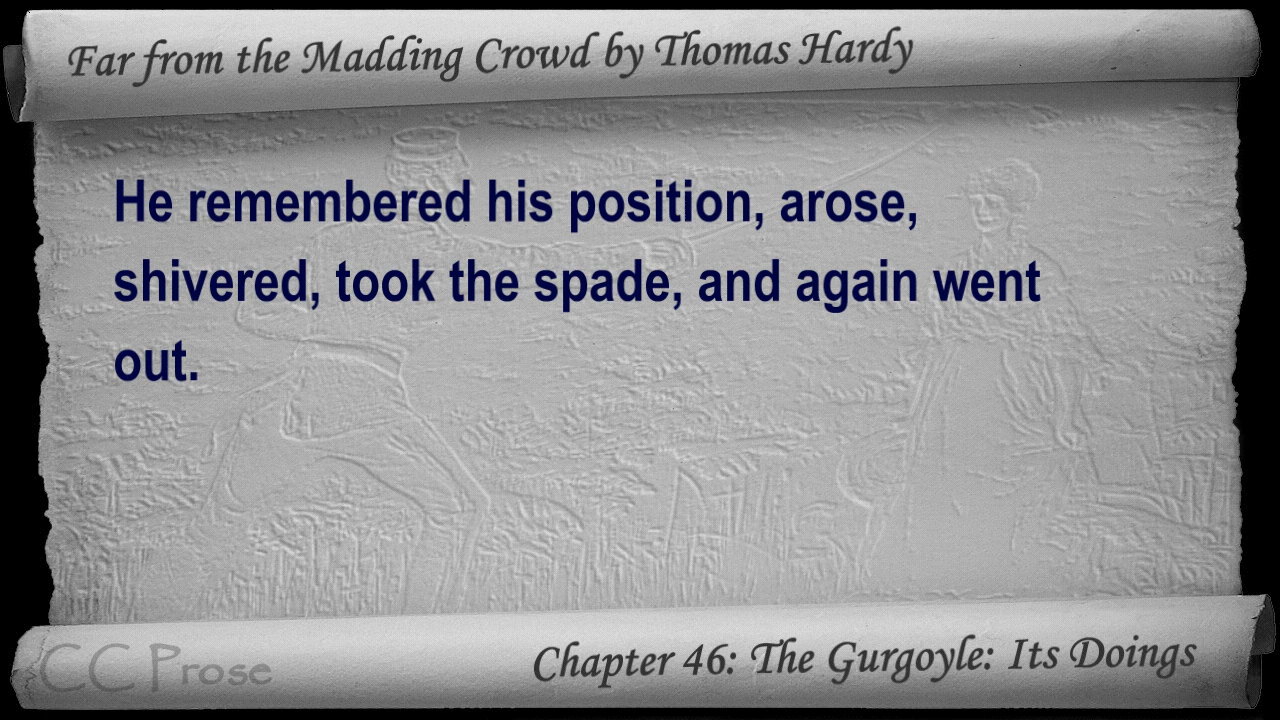 Far from the Madding Crowd by Thomas Hardy
He remembered his position, arose,
shivered, took the spade, and again went
out.
CC Prose
Chapter 46: The Gurgoyle: Its Doings